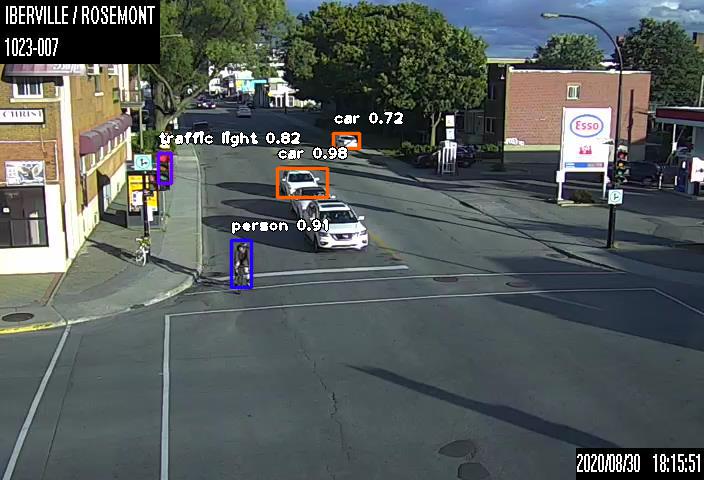 IBERVILLE / ROSEMONT
1023-007
car 0.72
traffic light 0.82
car 0.98
person 0.91
CHRIST
Esso
2020/08/30 18:15:51